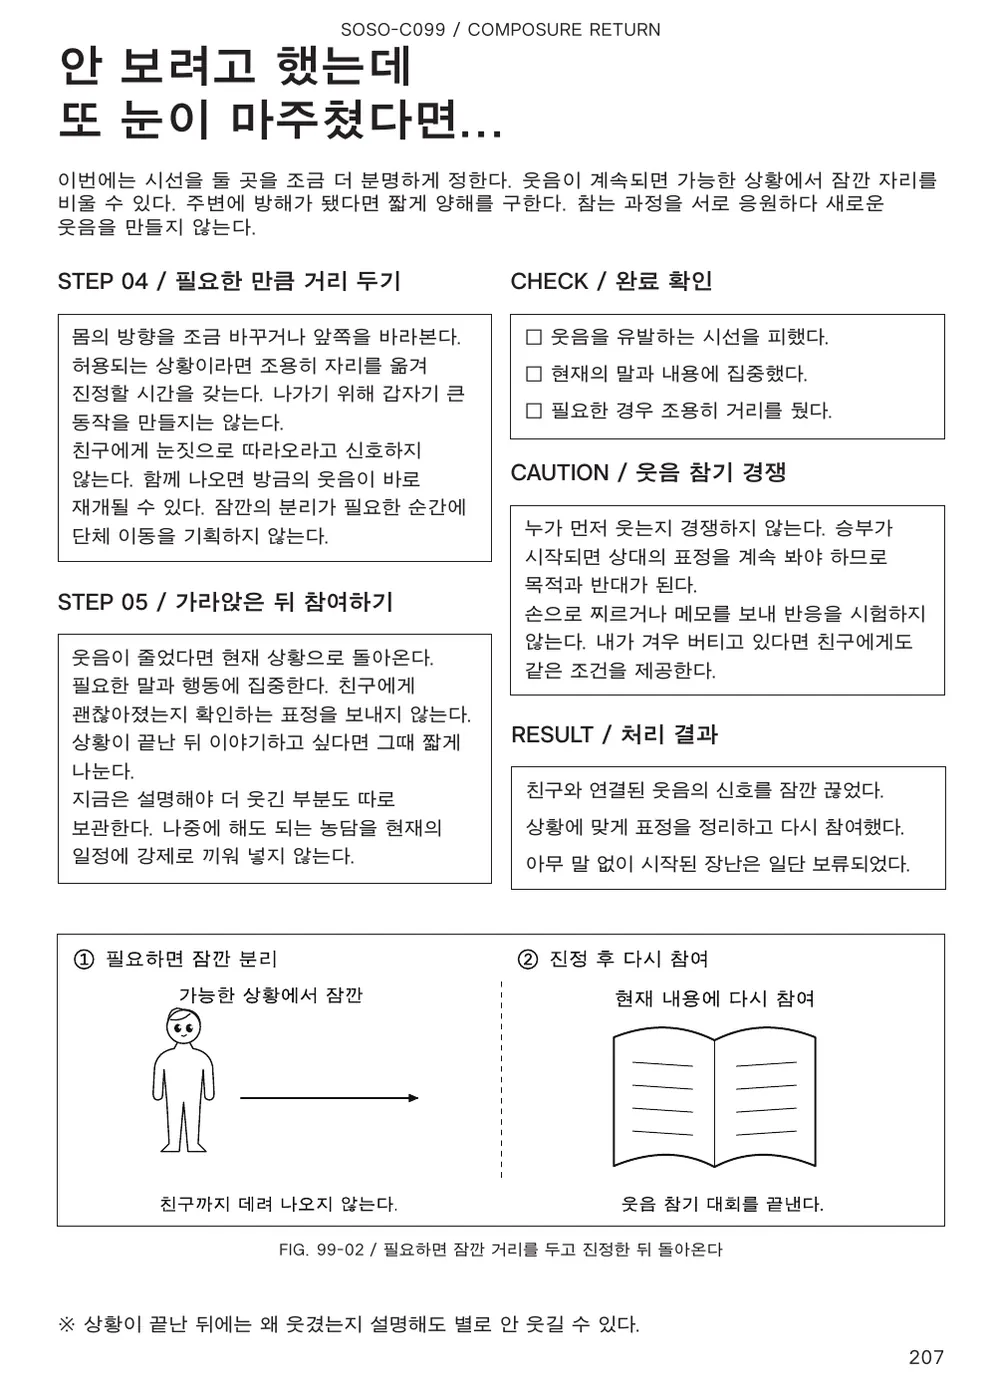 SOSO-C099 / COMPOSURE RETURN
안 보려고 했는데
또 눈이 마주쳤다면...
이번에는 시선을 둘 곳을 조금 더 분명하게 정한다. 웃음이 계속되면 가능한 상황에서 잠깐 자리를
비울 수 있다. 주변에 방해가 됐다면 짧게 양해를 구한다. 참는 과정을 서로 응원하다 새로운
웃음을 만들지 않는다.
STEP 04 / 필요한 만큼 거리 두기
몸의 방향을 조금 바꾸거나 앞쪽을 바라본다.
허용되는 상황이라면 조용히 자리를 옮겨
진정할 시간을 갖는다. 나가기 위해 갑자기 큰
동작을 만들지는 않는다.
친구에게 눈짓으로 따라오라고 신호하지
않는다. 함께 나오면 방금의 웃음이 바로
재개될 수 있다. 잠깐의 분리가 필요한 순간에
단체 이동을 기획하지 않는다.
STEP 05 / 가라앉은 뒤 참여하기
웃음이 줄었다면 현재 상황으로 돌아온다.
필요한 말과 행동에 집중한다. 친구에게
괜찮아졌는지 확인하는 표정을 보내지 않는다.
상황이 끝난 뒤 이야기하고 싶다면 그때 짧게
나눈다.
지금은 설명해야 더 웃긴 부분도 따로
보관한다. 나중에 해도 되는 농담을 현재의
일정에 강제로 끼워 넣지 않는다.
CHECK / 완료 확인
□ 웃음을 유발하는 시선을 피했다.
□ 현재의 말과 내용에 집중했다.
□ 필요한 경우 조용히 거리를 뒀다.
CAUTION / 웃음 참기 경쟁
누가 먼저 웃는지 경쟁하지 않는다. 승부가
시작되면 상대의 표정을 계속 봐야 하므로
목적과 반대가 된다.
손으로 찌르거나 메모를 보내 반응을 시험하지
않는다. 내가 겨우 버티고 있다면 친구에게도
같은 조건을 제공한다.
RESULT / 처리 결과
친구와 연결된 웃음의 신호를 잠깐 끊었다.
상황에 맞게 표정을 정리하고 다시 참여했다.
아무 말 없이 시작된 장난은 일단 보류되었다.
① 필요하면 잠깐 분리
가능한 상황에서 잠깐
친구까지 데려 나오지 않는다.
② 진정 후 다시 참여
현재 내용에 다시 참여
웃음 참기 대회를 끝낸다.
FIG. 99-02 / 필요하면 잠깐 거리를 두고 진정한 뒤 돌아온다
※ 상황이 끝난 뒤에는 왜 웃겼는지 설명해도 별로 안 웃길 수 있다.
207